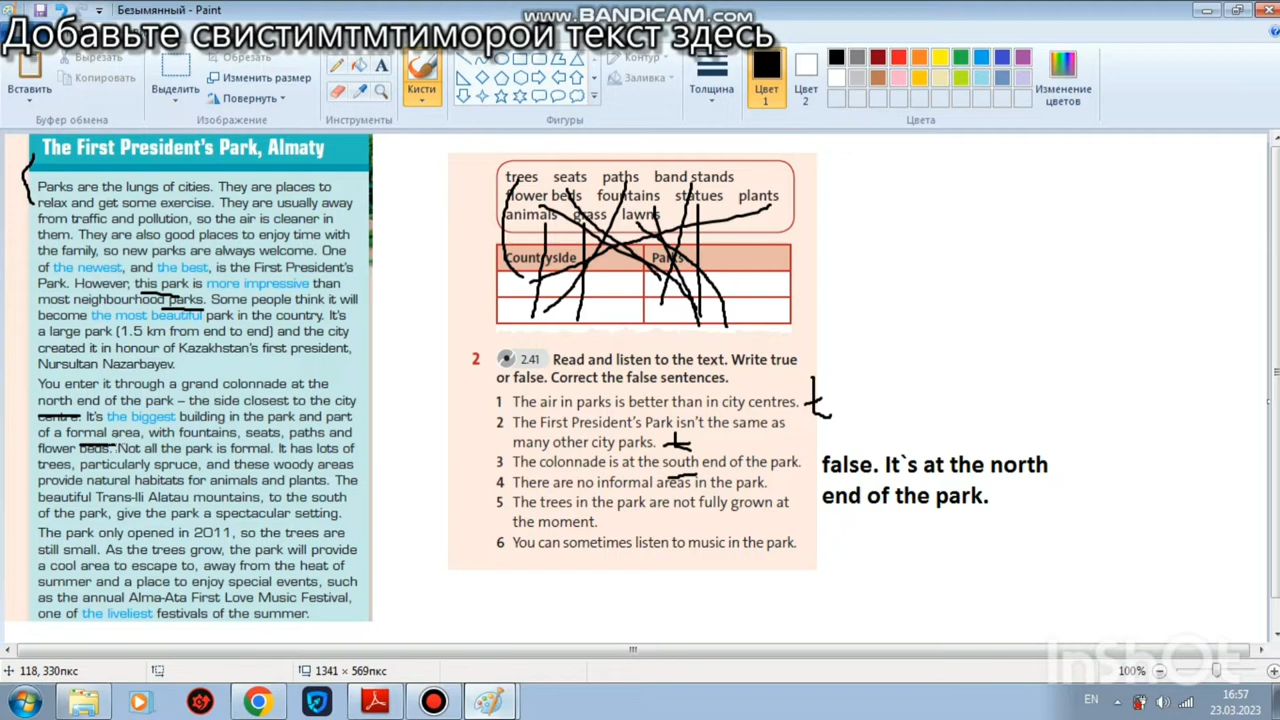 Безымянный - Paint
www.BANDICAM.com
Добавьте свистимтмтиморой текст здесь
Вставить
Вырезать
Копировать
Буфер обмена
Выделить
Обрезать
Изменить размер
Повернуть
Изображение
Инструменты
Кисти
Контур
Заливка
Фигуры
Толщина
Цвет 1
Цвет 2
Изменение цветов
Цвета
The First President's Park, Almaty
Parks are the lungs of cities. They are places to
relax and get some exercise. They are usually away
from traffic and pollution, so the air is cleaner in
them. They are also good places to enjoy time with
the family, so new parks are always welcome. One
of the newest, and the best, is the First President's
Park. However, this park is more impressive than
most neighbourhood parks. Some people think it will
become the most beautiful park in the country. It's
a large park (1.5 km from end to end) and the city
created it in honour of Kazakhstan's first president,
Nursultan Nazarbayev.
You enter it through a grand colonnade at the
north end of the park – the side closest to the city
centre. It's the biggest building in the park and part
of a formal area, with fountains, seats, paths and
flower beds. Not all the park is formal. It has lots of
trees, particularly spruce, and these woody areas
provide natural habitats for animals and plants. The
beautiful Trans-Ili Alatau mountains, to the south
of the park, give the park a spectacular setting.
The park only opened in 2011, so the trees are
still small. As the trees grow, the park will provide
a cool area to escape to, away from the heat of
summer and a place to enjoy special events, such
as the annual Alma-Ata First Love Music Festival,
one of the liveliest festivals of the summer.
trees seats paths band stands
flower beds fountains statues plants
animals grass lawns
Countryside Parks
2 2.41 Read and listen to the text. Write true
or false. Correct the false sentences.
1 The air in parks is better than in city centres. t
2 The First President's Park isn't the same as
many other city parks. t
3 The colonnade is at the south end of the park.
4 There are no informal areas in the park.
5 The trees in the park are not fully grown at
the moment.
6 You can sometimes listen to music in the park.
false. It`s at the north
end of the park.
InShOt
118, 330пкс
1341 × 569пкс
100%
EN
16:57
23.03.2023